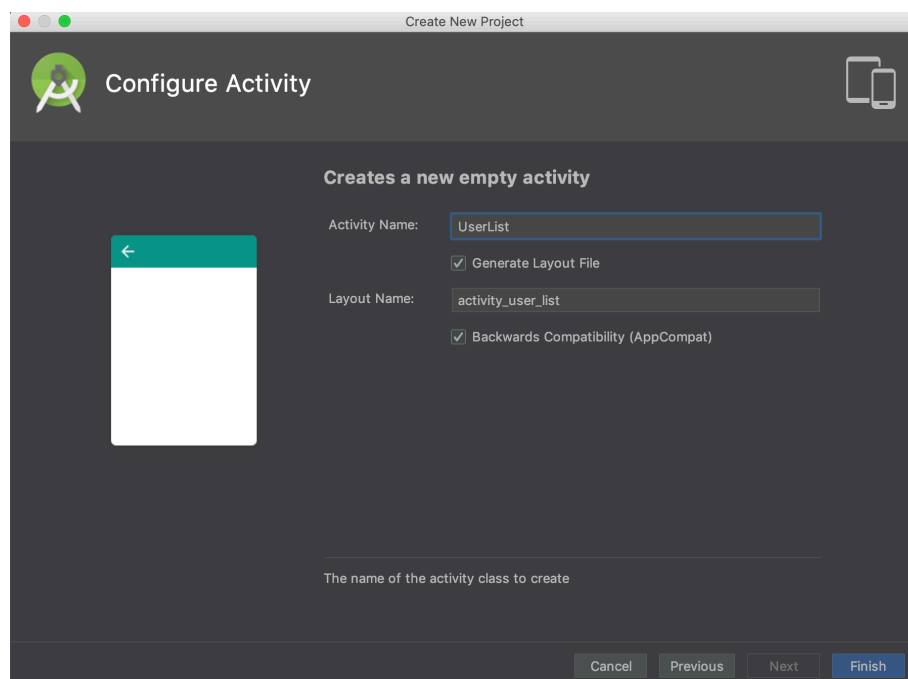 Create New Project
Configure Activity
Creates a new empty activity
Activity Name: UserList
Generate Layout File
Layout Name: activity_user_list
Backwards Compatibility (AppCompat)
The name of the activity class to create
Cancel Previous Next Finish